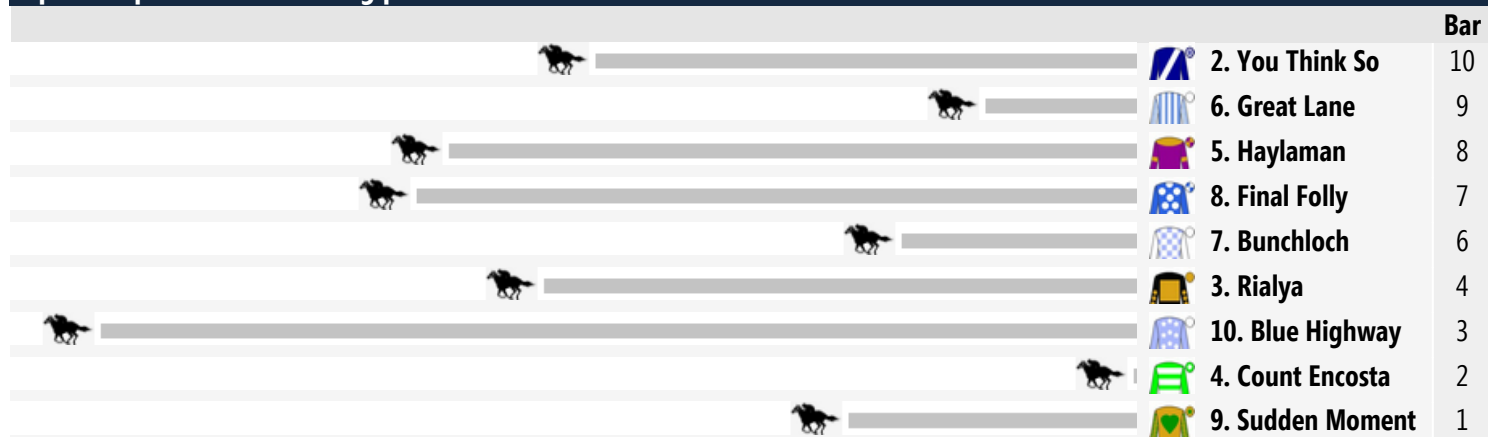 Bar
2. You Think So 10
6. Great Lane 9
5. Haylaman 8
8. Final Folly 7
7. Bunchloch 6
3. Rialya 4
10. Blue Highway 3
4. Count Encosta 2
9. Sudden Moment 1